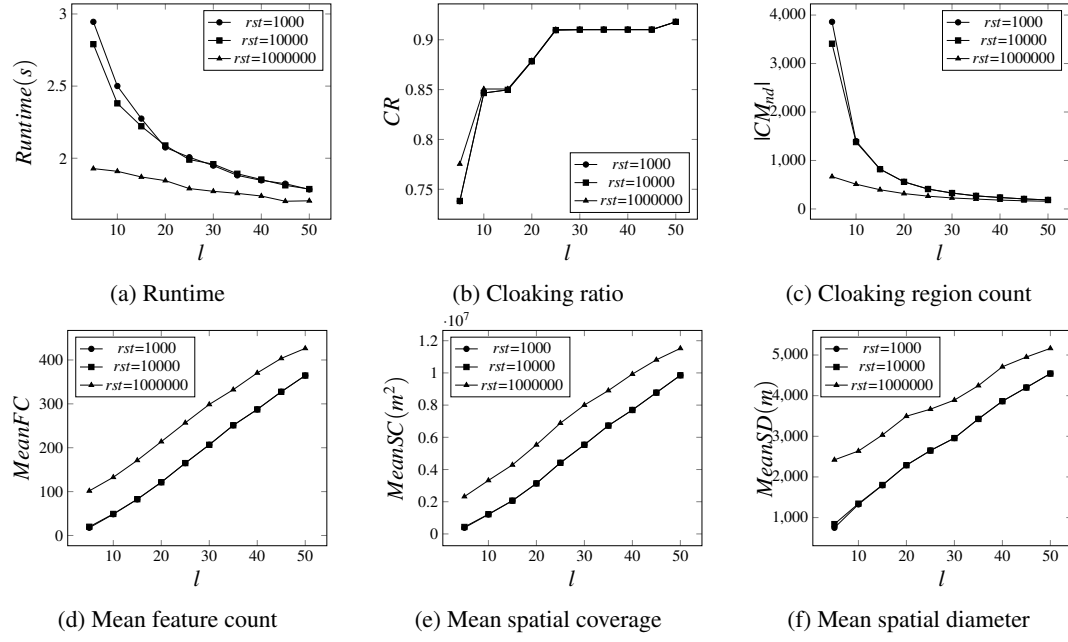 3
2.5
2
10 20 30 40 50
Runtime(s)
l
rst=1000
rst=10000
rst=1000000
(a) Runtime
0.9
0.85
0.8
0.75
10 20 30 40 50
CR
l
rst=1000
rst=10000
rst=1000000
(b) Cloaking ratio
4,000
3,000
2,000
1,000
0
10 20 30 40 50
|CM_nd|
l
rst=1000
rst=10000
rst=1000000
(c) Cloaking region count
400
300
200
100
0
10 20 30 40 50
MeanFC
l
rst=1000
rst=10000
rst=1000000
(d) Mean feature count
·10⁷
1.2
1
0.8
0.6
0.4
0.2
0
10 20 30 40 50
MeanSC(m²)
l
rst=1000
rst=10000
rst=1000000
(e) Mean spatial coverage
5,000
4,000
3,000
2,000
1,000
10 20 30 40 50
MeanSD(m)
l
rst=1000
rst=10000
rst=1000000
(f) Mean spatial diameter